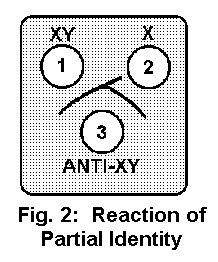 XY X
1 2
3
ANTI-XY
Fig. 2: Reaction of
Partial Identity